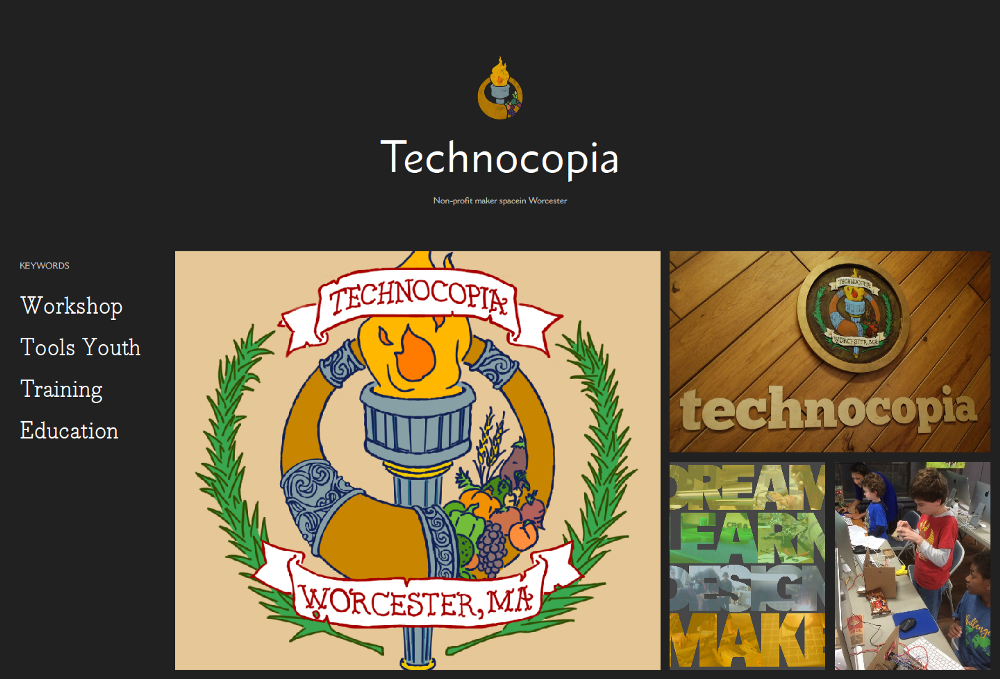 Technocopia
Non-profit maker spacein Worcester
KEYWORDS
Workshop
Tools Youth
Training
Education
TECHNOCOPIA
WORCESTER, MA
TECHNOCOPIA
WORCESTER, MA
technocopia
DREAM
LEARN
DESIGN
MAKE